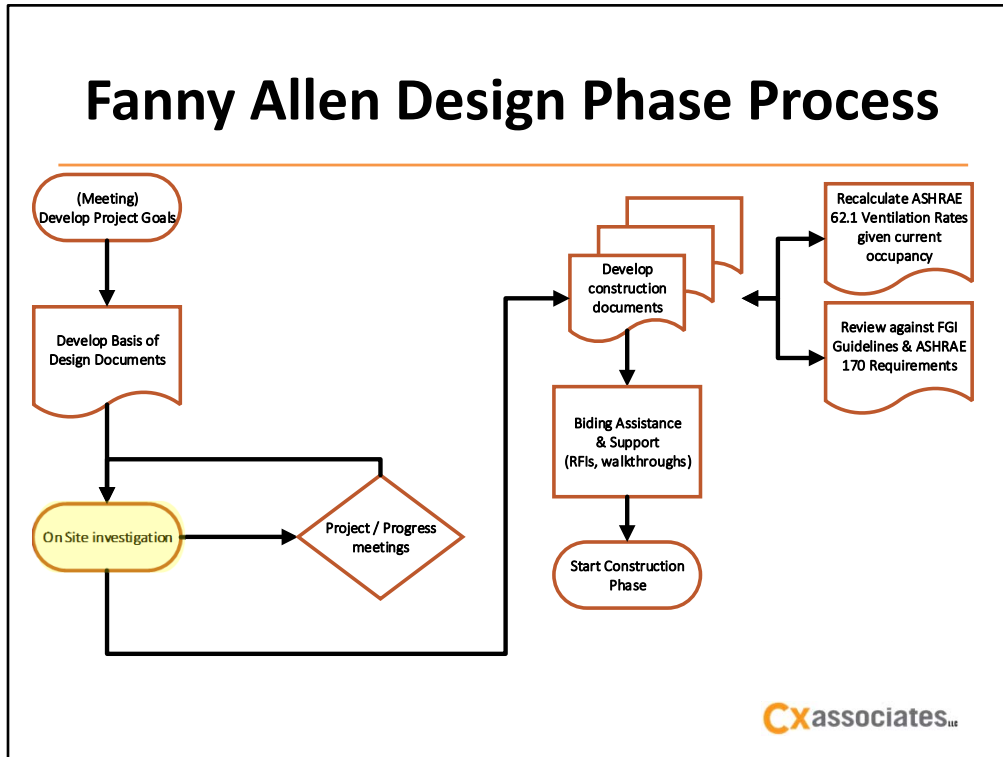 Fanny Allen Design Phase Process
(Meeting)
Develop Project Goals
Develop Basis of
Design Documents
On Site investigation
Project / Progress
meetings
Develop
construction
documents
Biding Assistance
& Support
(RFIs, walkthroughs)
Start Construction
Phase
Recalculate ASHRAE
62.1 Ventilation Rates
given current
occupancy
Review against FGI
Guidelines & ASHRAE
170 Requirements
Cxassociates LLC